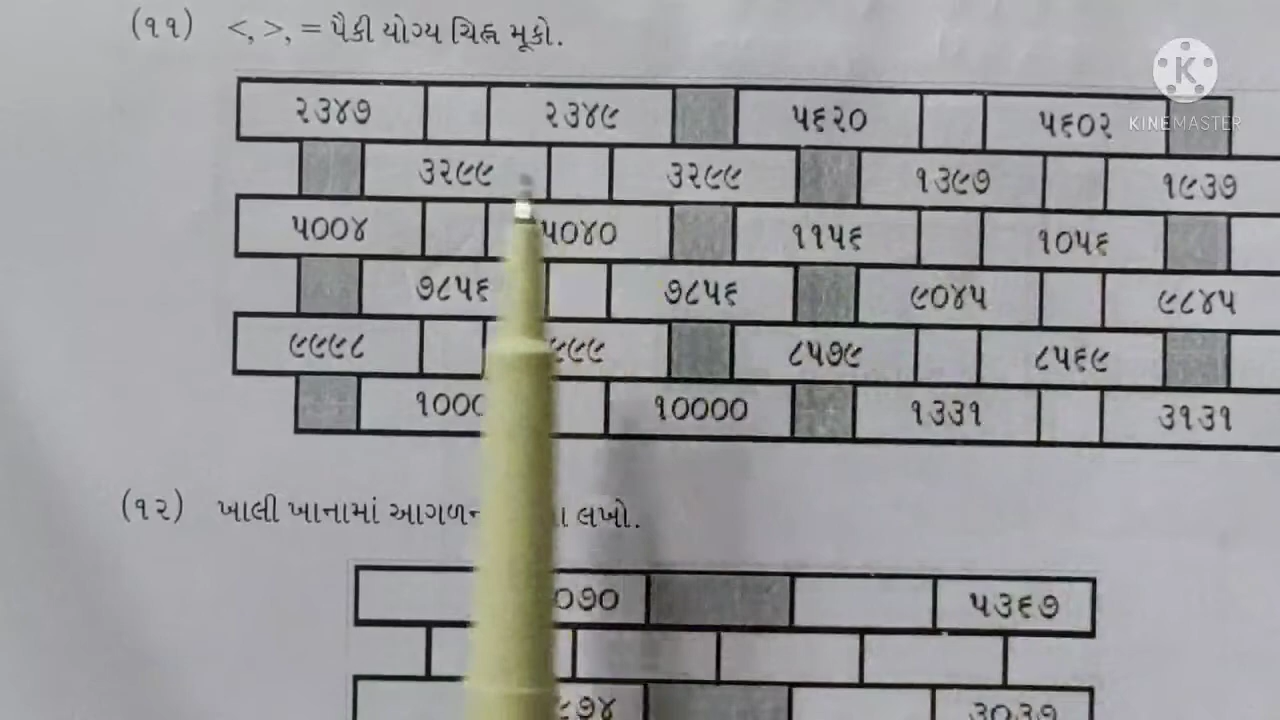 (૧૧) <, >, = પૈકી યોગ્ય ચિહ્ન મૂકો.
KINEMASTER
૨૩૪૭ ૨૩૪૯ ૫૬૨૦ ૫૬૦૨
૩૨૯૯ ૩૨૯૯ ૧૩૯૭ ૧૯૩૭
૫૦૦૪ ૫૦૪૦ ૧૧૫૬ ૧૦૫૬
૭૮૫૬ ૭૮૫૬ ૯૦૪૫ ૯૮૪૫
૯૯૯૮ ૮૫૭૯ ૮૫૬૯
૧૦૦૦૦ ૧૩૩૧ ૩૧૩૧
(૧૨) ખાલી ખાનામાં લખો.
૫૩૬૭